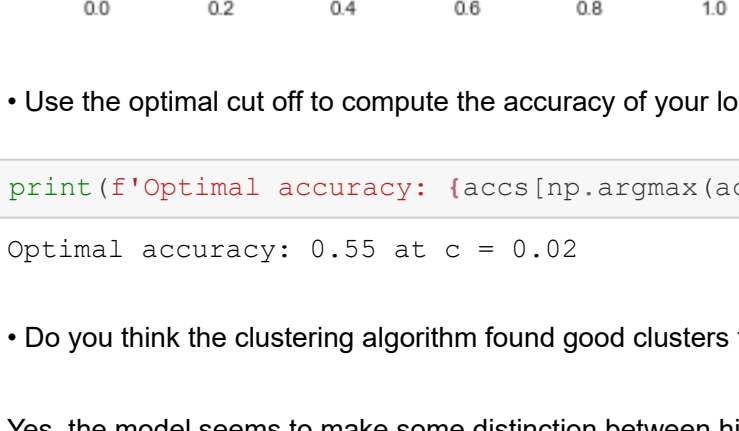 0.0 0.2 0.4 0.6 0.8 1.0
• Use the optimal cut off to compute the accuracy of your lo
print(f'Optimal accuracy: {accs[np.argmax(ac
Optimal accuracy: 0.55 at c = 0.02
• Do you think the clustering algorithm found good clusters
Yes, the model seems to make some distinction between hi